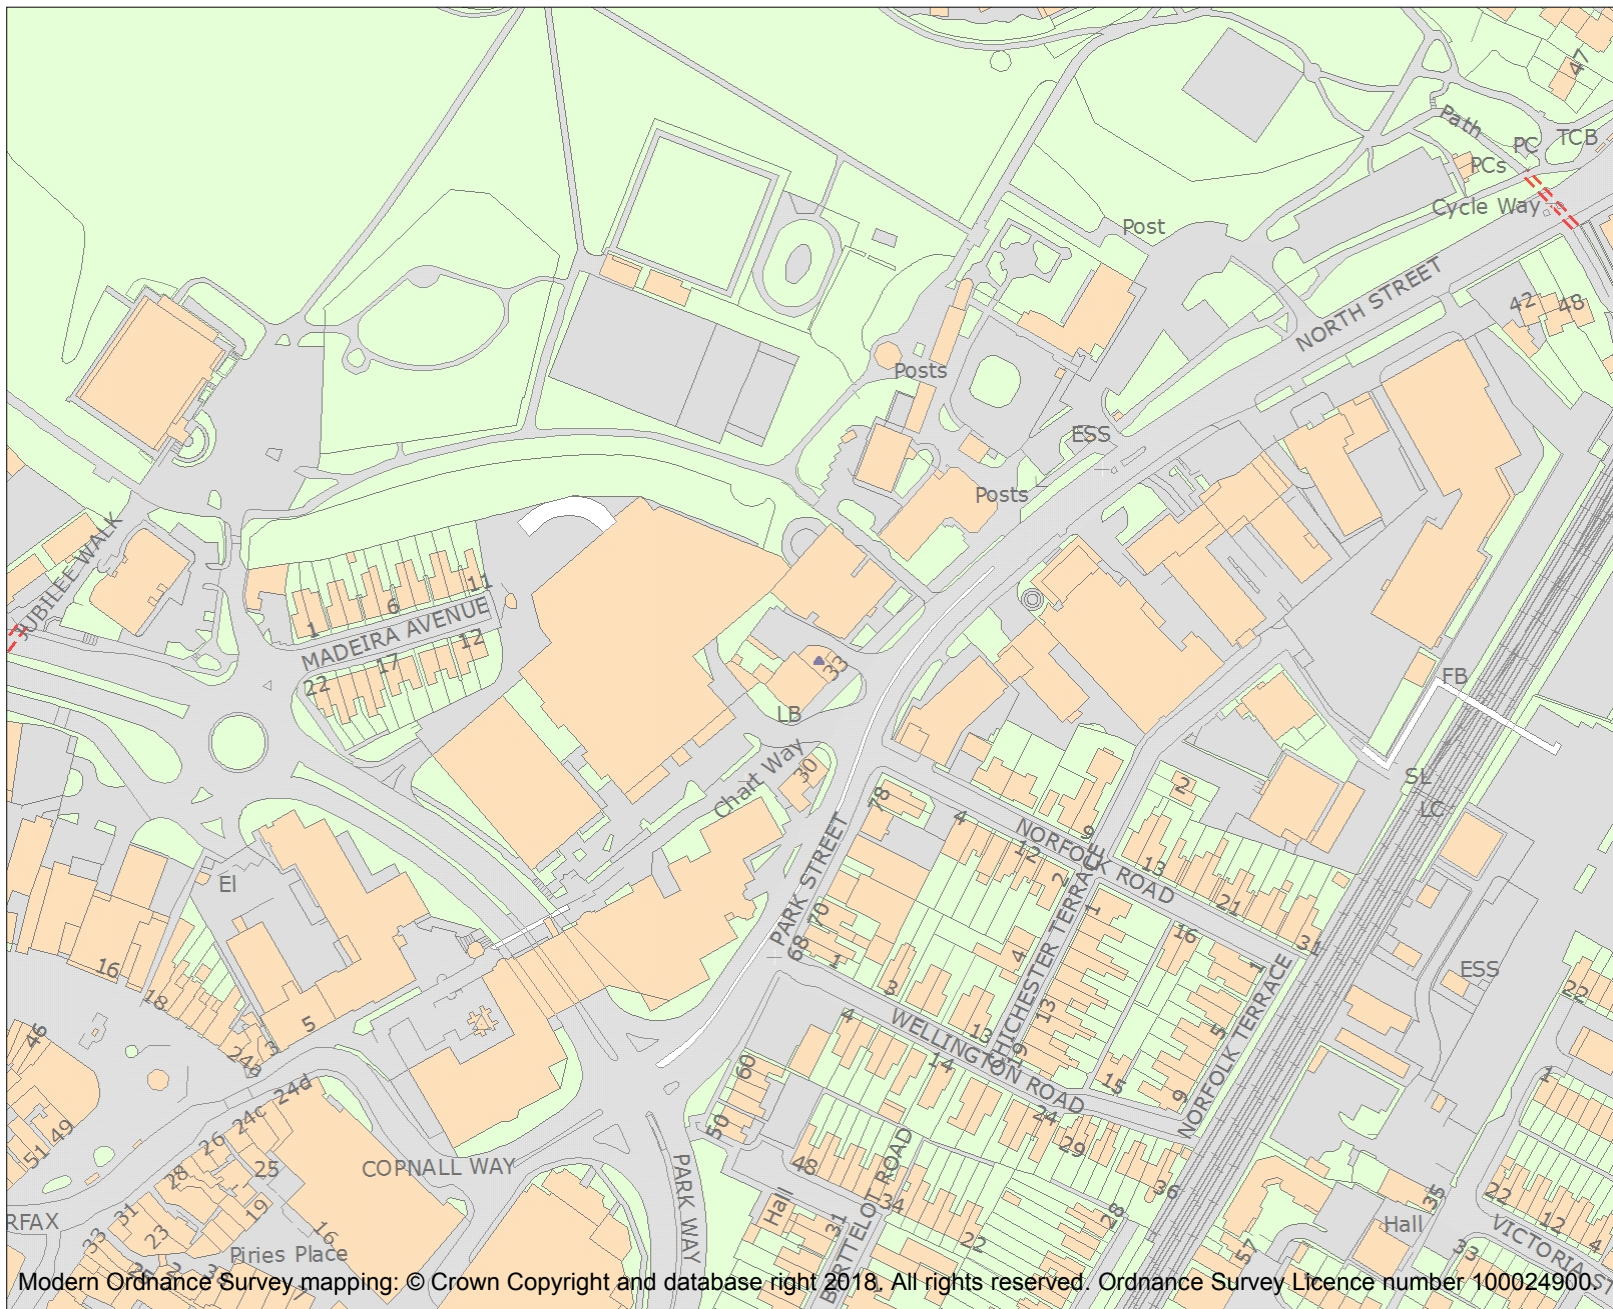 47
Path
PC
TCB
PCs
Cycle Way
Post
NORTH STREET
42
48
Posts
ESS
Posts
JUBILEE WALK
1
6
11
MADEIRA AVENUE
22
17
12
33
LB
FB
Chart Way
30
SL
LC
78
PARK STREET
4
12
NORFOLK ROAD
9
2
13
21
31
2
EI
16
18
70
68
1
3
4
CHICHESTER TERRACE
1
16
1
NORFOLK TERRACE
5
9
13
13
19
15
ESS
22
46
5
3
24a
24c
24d
26
28
25
19
16
31
23
33
51
49
RFAX
Piries Place
COPNALL WAY
60
50
4
14
WELLINGTON ROAD
24
29
36
28
48
Hall
34
31
22
BRITTELOT ROAD
PARK WAY
57
35
Hall
1
22
12
4
33
VICTORIA ST
Modern Ordnance Survey mapping: © Crown Copyright and database right 2018. All rights reserved. Ordnance Survey Licence number 100024900.